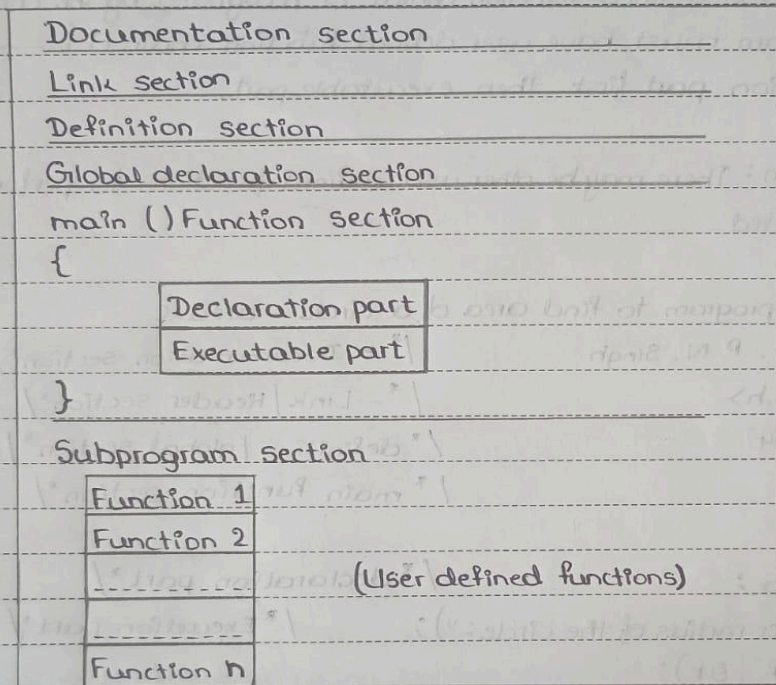 Documentation section
Link section
Definition section
Global declaration section
main () Function section
{
Declaration part
Executable part
}
Subprogram section
Function 1
Function 2
(User defined functions)
Function n